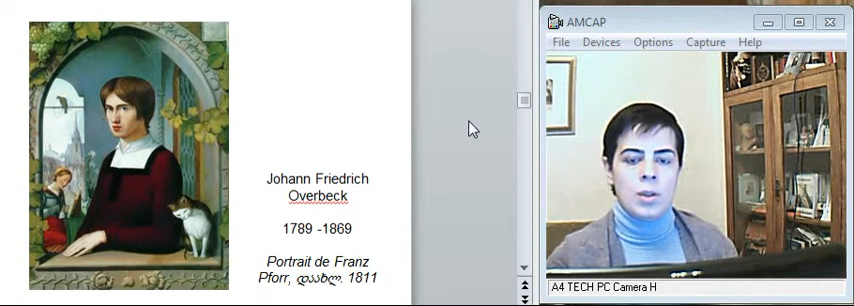 Johann Friedrich
Overbeck
1789 -1869
Portrait de Franz
Pforr, დაახლ. 1811
AMCAP
File Devices Options Capture Help
A4 TECH PC Camera H